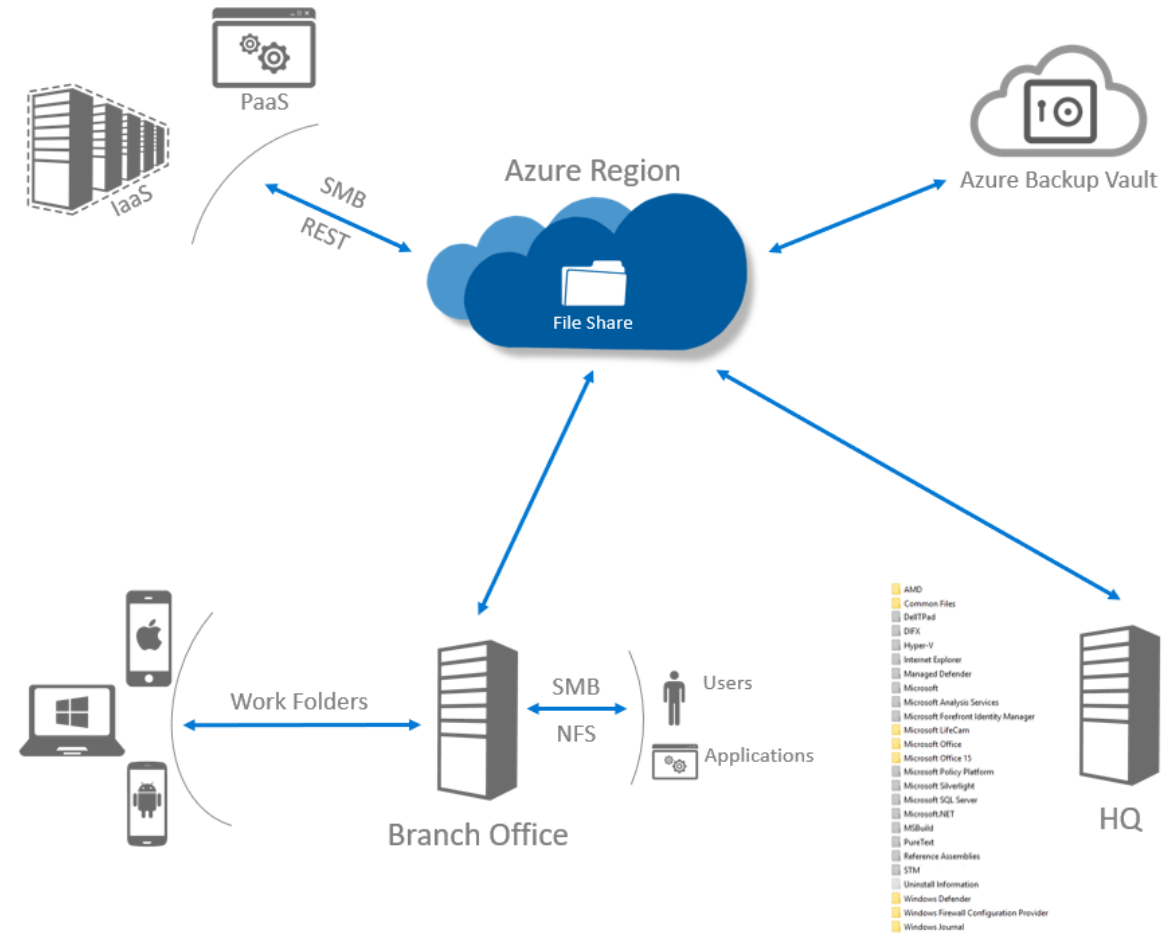 PaaS
IaaS
SMB
REST
Azure Region
File Share
Azure Backup Vault
Work Folders
SMB
NFS
Users
Applications
Branch Office
AMD
Common Files
DellTPad
DIFX
Hyper-V
Internet Explorer
Managed Defender
Microsoft
Microsoft Analysis Services
Microsoft Forefront Identity Manager
Microsoft LifeCam
Microsoft Office
Microsoft Office 15
Microsoft Policy Platform
Microsoft Silverlight
Microsoft SQL Server
Microsoft.NET
MSBuild
PureText
Reference Assemblies
STM
Uninstall Information
Windows Defender
Windows Firewall Configuration Provider
Windows Journal
HQ